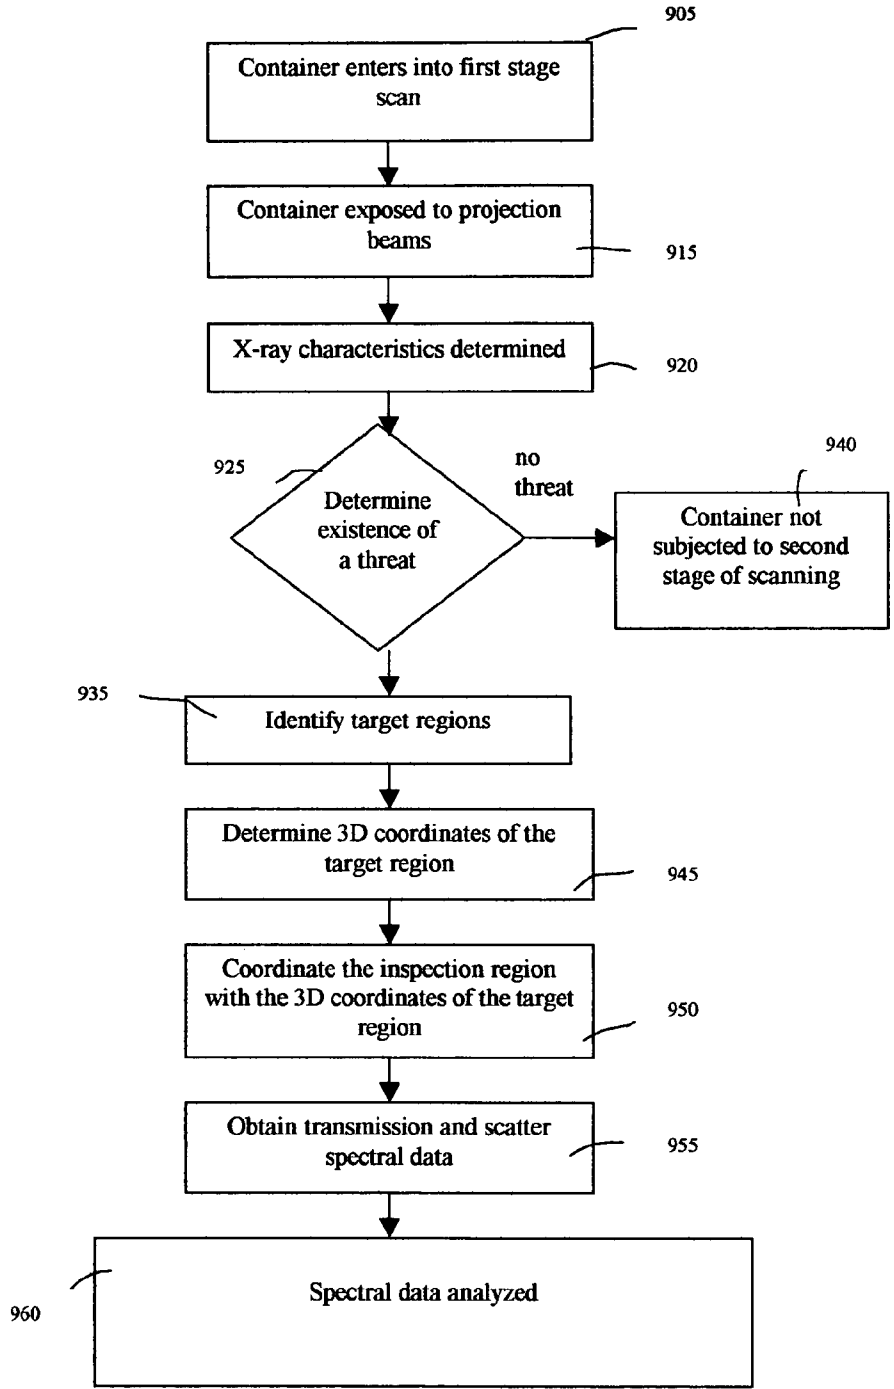 905
Container enters into first stage
scan
Container exposed to projection
beams
915
X-ray characteristics determined
920
925
Determine
existence of
a threat
no
threat
940
Container not
subjected to second
stage of scanning
935
Identify target regions
Determine 3D coordinates of the
target region
945
Coordinate the inspection region
with the 3D coordinates of the target
region
950
Obtain transmission and scatter
spectral data
955
Spectral data analyzed
960